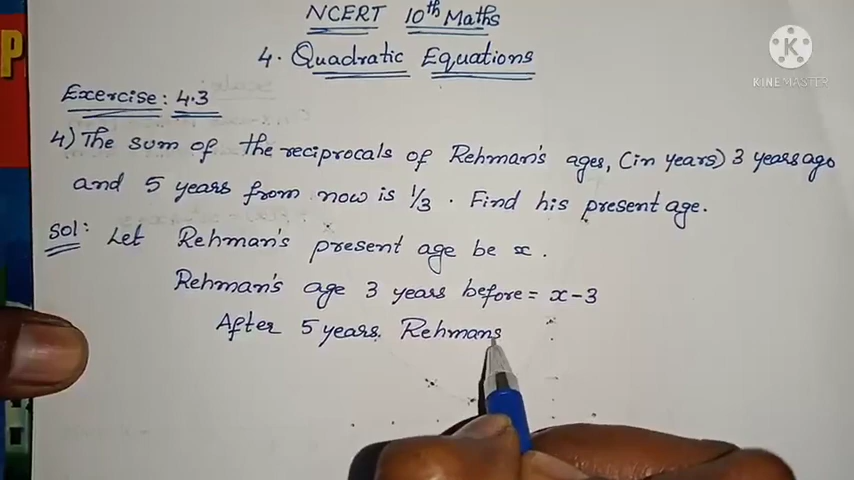 NCERT 10th Maths
4. Quadratic Equations
KINEMASTER
Excercise: 4.3
4) The sum of the reciprocals of Rehman's ages, (in years) 3 years ago
and 5 years from now is 1/3. Find his present age.
Sol: Let Rehman's present age be x.
Rehman's age 3 years before = x-3
After 5 years. Rehmans